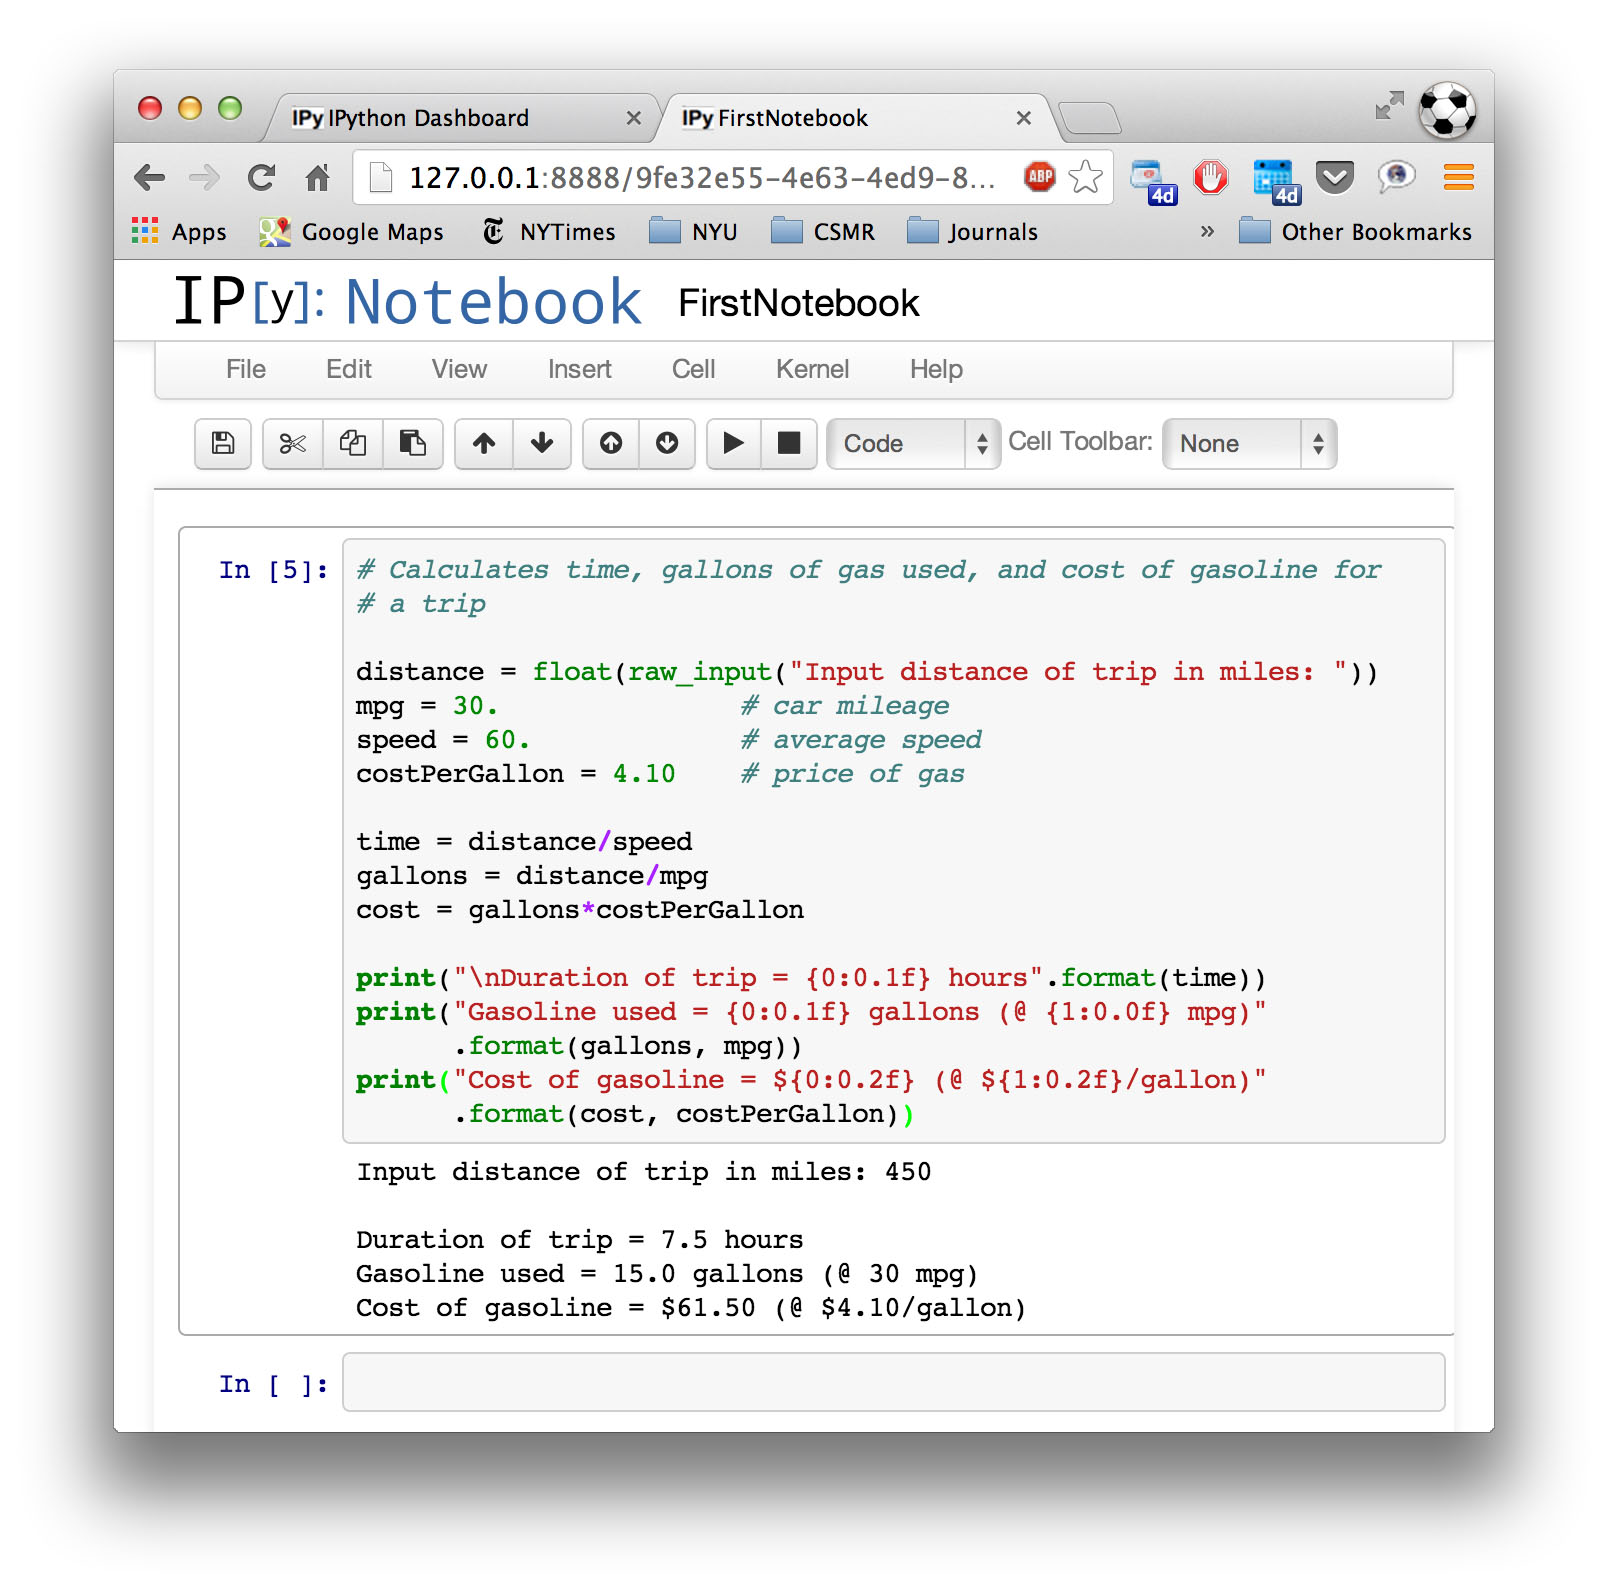 IPy IPython Dashboard
IPy FirstNotebook
127.0.0.1:8888/9fe32e55-4e63-4ed9-8...
ABP
4d
4d
Apps
Google Maps
NYTimes
NYU
CSMR
Journals
»
Other Bookmarks
IP[y]: Notebook FirstNotebook
File Edit View Insert Cell Kernel Help
Code Cell Toolbar: None
In [5]:
# Calculates time, gallons of gas used, and cost of gasoline for
# a trip
distance = float(raw_input("Input distance of trip in miles: "))
mpg = 30. # car mileage
speed = 60. # average speed
costPerGallon = 4.10 # price of gas
time = distance/speed
gallons = distance/mpg
cost = gallons*costPerGallon
print("\nDuration of trip = {0:0.1f} hours".format(time))
print("Gasoline used = {0:0.1f} gallons (@ {1:0.0f} mpg)"
.format(gallons, mpg))
print("Cost of gasoline = ${0:0.2f} (@ ${1:0.2f}/gallon)"
.format(cost, costPerGallon))
Input distance of trip in miles: 450
Duration of trip = 7.5 hours
Gasoline used = 15.0 gallons (@ 30 mpg)
Cost of gasoline = $61.50 (@ $4.10/gallon)
In [ ]: